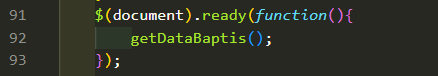 91 $(document).ready(function(){
92 getDataBaptis();
93 });